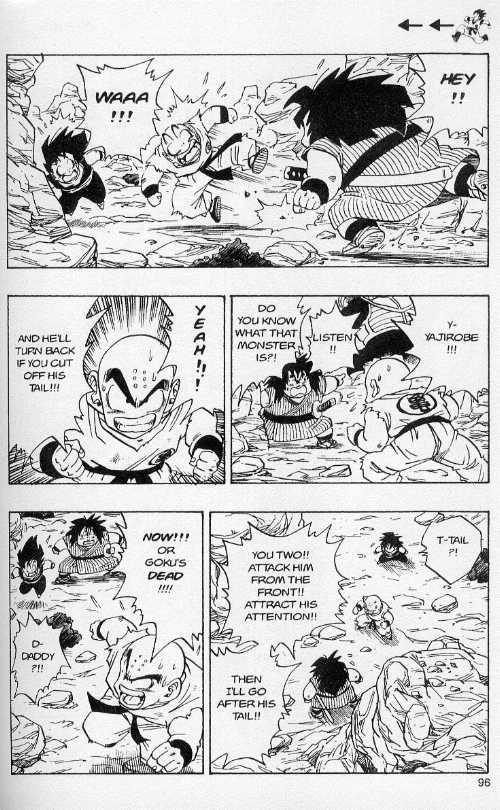 HEY
!!
WAAA
!!!
Y-
YAJIROBE
!!!
LISTEN
!!
DO
YOU KNOW
WHAT THAT
MONSTER
IS?!
YEAH!!
AND HE'LL
TURN BACK
IF YOU CUT
OFF HIS
TAIL!!!
T-TAIL
?!
YOU TWO!!
ATTACK HIM
FROM THE
FRONT!!
ATTRACT HIS
ATTENTION!!
THEN
I'LL GO
AFTER HIS
TAIL!!
NOW!!!
OR
GOKU'S
DEAD
!!!!
D-
DADDY
?!!
96